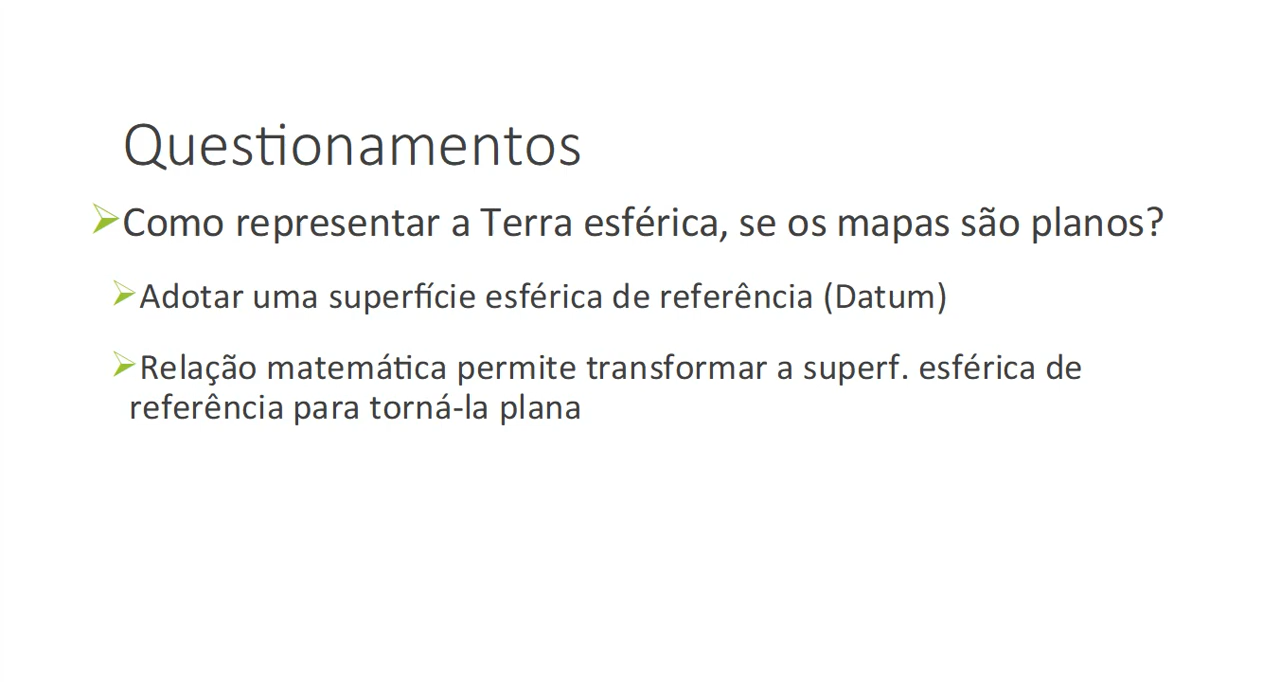 Questionamentos
Como representar a Terra esférica, se os mapas são planos?
Adotar uma superfície esférica de referência (Datum)
Relação matemática permite transformar a superf. esférica de
referência para torná-la plana